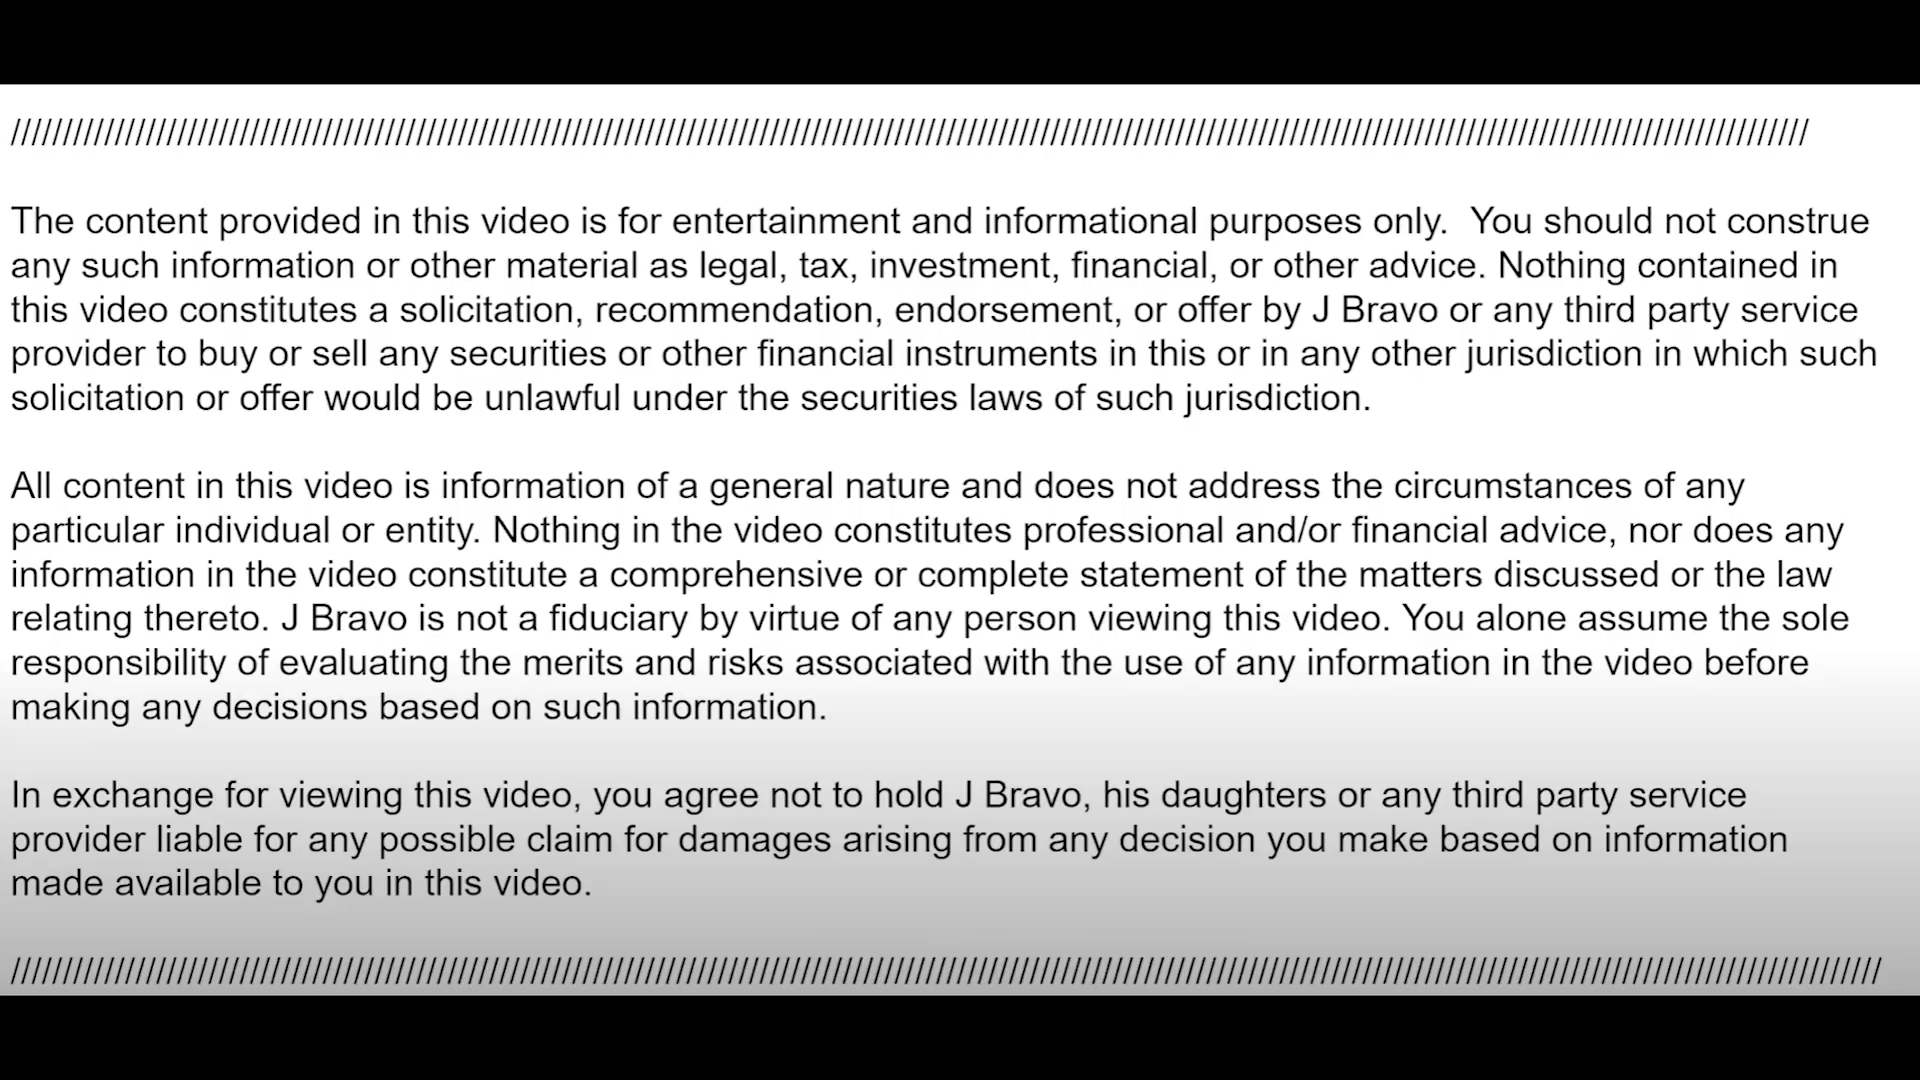 ////////////////////////////////////////////////////////////////////////////////////////////////////////////////////////////////////////////////////////////////////////////////
The content provided in this video is for entertainment and informational purposes only.  You should not construe
any such information or other material as legal, tax, investment, financial, or other advice. Nothing contained in
this video constitutes a solicitation, recommendation, endorsement, or offer by J Bravo or any third party service
provider to buy or sell any securities or other financial instruments in this or in any other jurisdiction in which such
solicitation or offer would be unlawful under the securities laws of such jurisdiction.
All content in this video is information of a general nature and does not address the circumstances of any
particular individual or entity. Nothing in the video constitutes professional and/or financial advice, nor does any
information in the video constitute a comprehensive or complete statement of the matters discussed or the law
relating thereto. J Bravo is not a fiduciary by virtue of any person viewing this video. You alone assume the sole
responsibility of evaluating the merits and risks associated with the use of any information in the video before
making any decisions based on such information.
In exchange for viewing this video, you agree not to hold J Bravo, his daughters or any third party service
provider liable for any possible claim for damages arising from any decision you make based on information
made available to you in this video.
////////////////////////////////////////////////////////////////////////////////////////////////////////////////////////////////////////////////////////////////////////////////////////